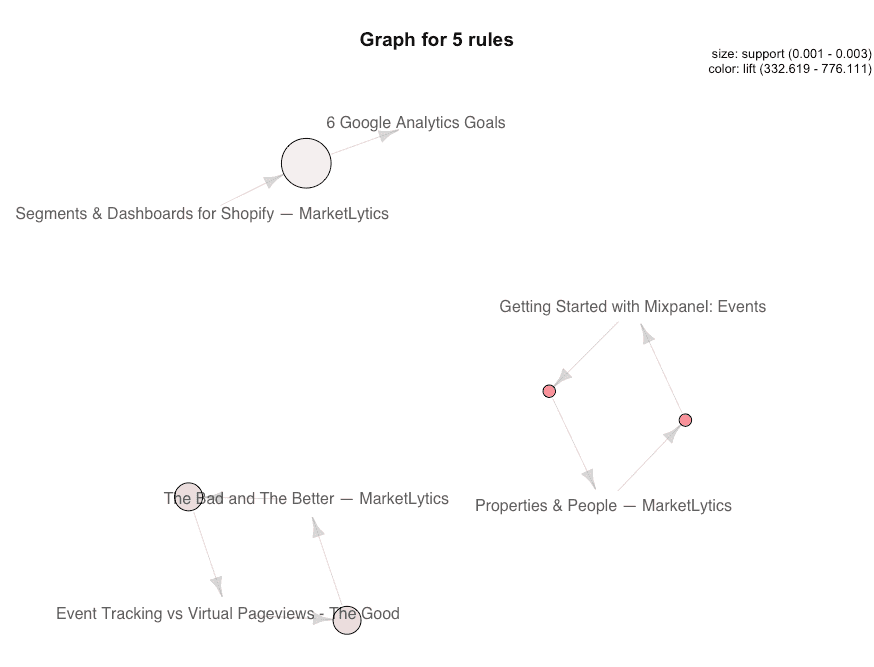 Graph for 5 rules
size: support (0.001 - 0.003)
color: lift (332.619 - 776.111)
6 Google Analytics Goals
Segments & Dashboards for Shopify — MarketLytics
Getting Started with Mixpanel: Events
The Bad and The Better — MarketLytics
Properties & People — MarketLytics
Event Tracking vs Virtual Pageviews - The Good